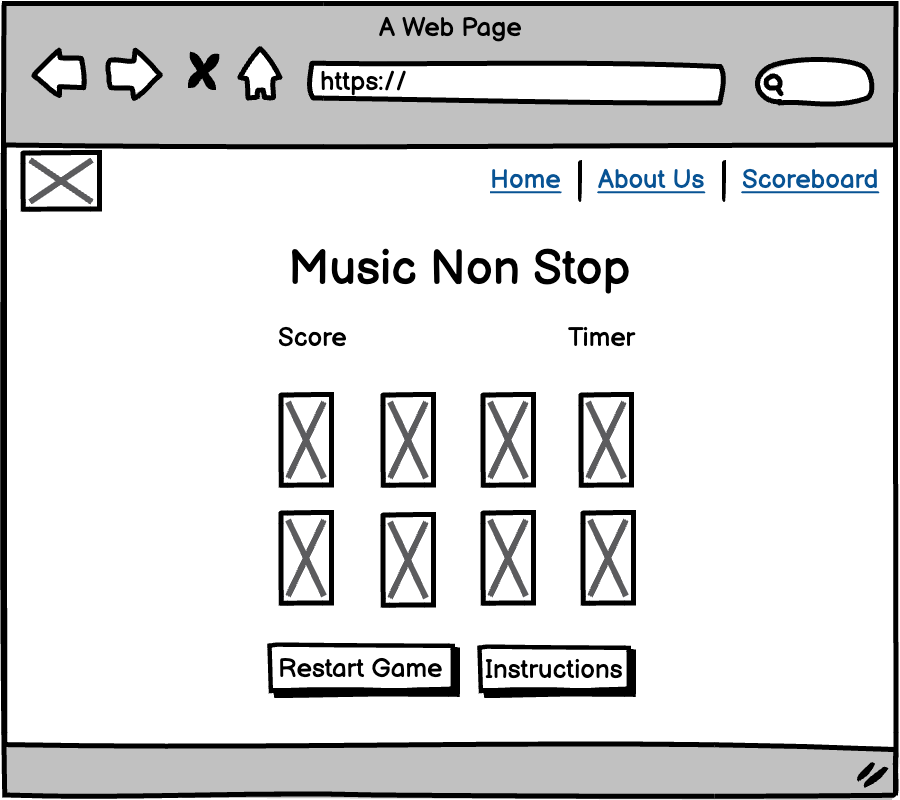 A Web Page
https://
Home | About Us | Scoreboard
Music Non Stop
Score Timer
Restart Game Instructions